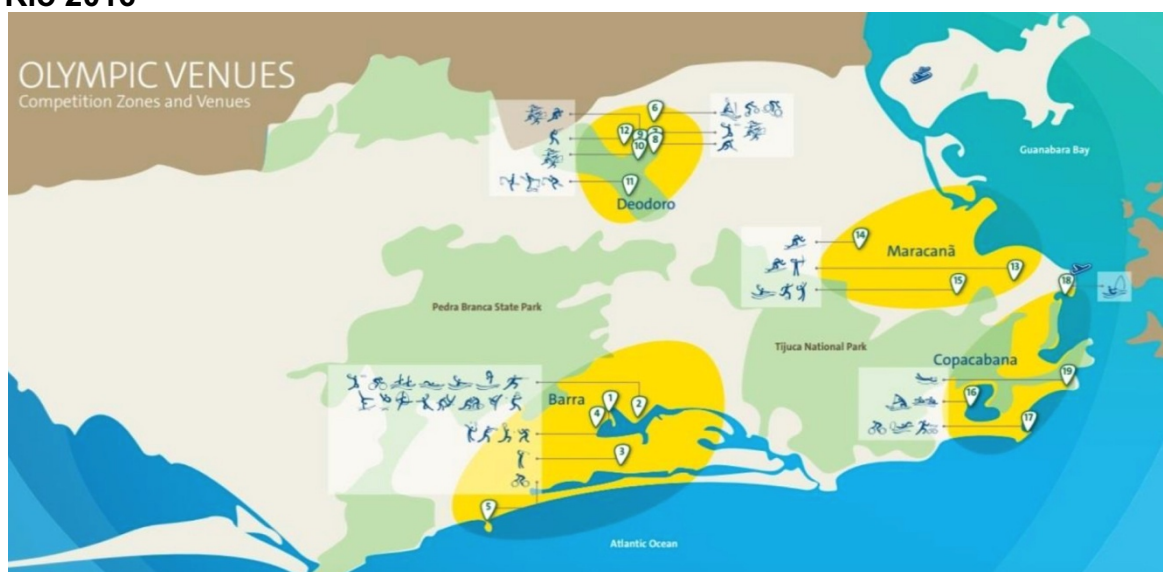 Rio 2016
OLYMPIC VENUES
Competition Zones and Venues
6
12
9
7
8
10
11
Deodoro
Guanabara Bay
14
Maracanã
13
15
18
Pedra Branca State Park
Tijuca National Park
Copacabana
19
16
17
Barra
1
2
4
3
5
Atlantic Ocean